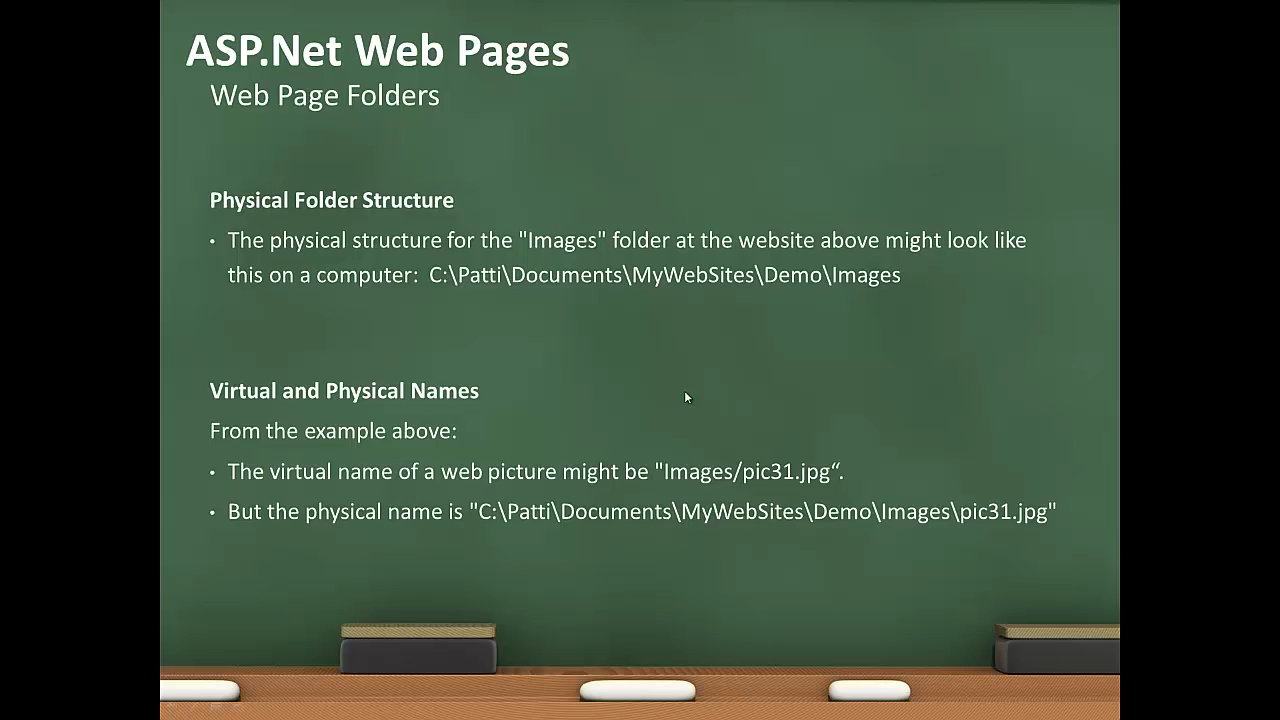 ASP.Net Web Pages
Web Page Folders
Physical Folder Structure
• The physical structure for the "Images" folder at the website above might look like
this on a computer:  C:\Patti\Documents\MyWebSites\Demo\Images
Virtual and Physical Names
From the example above:
• The virtual name of a web picture might be "Images/pic31.jpg“.
• But the physical name is "C:\Patti\Documents\MyWebSites\Demo\Images\pic31.jpg"